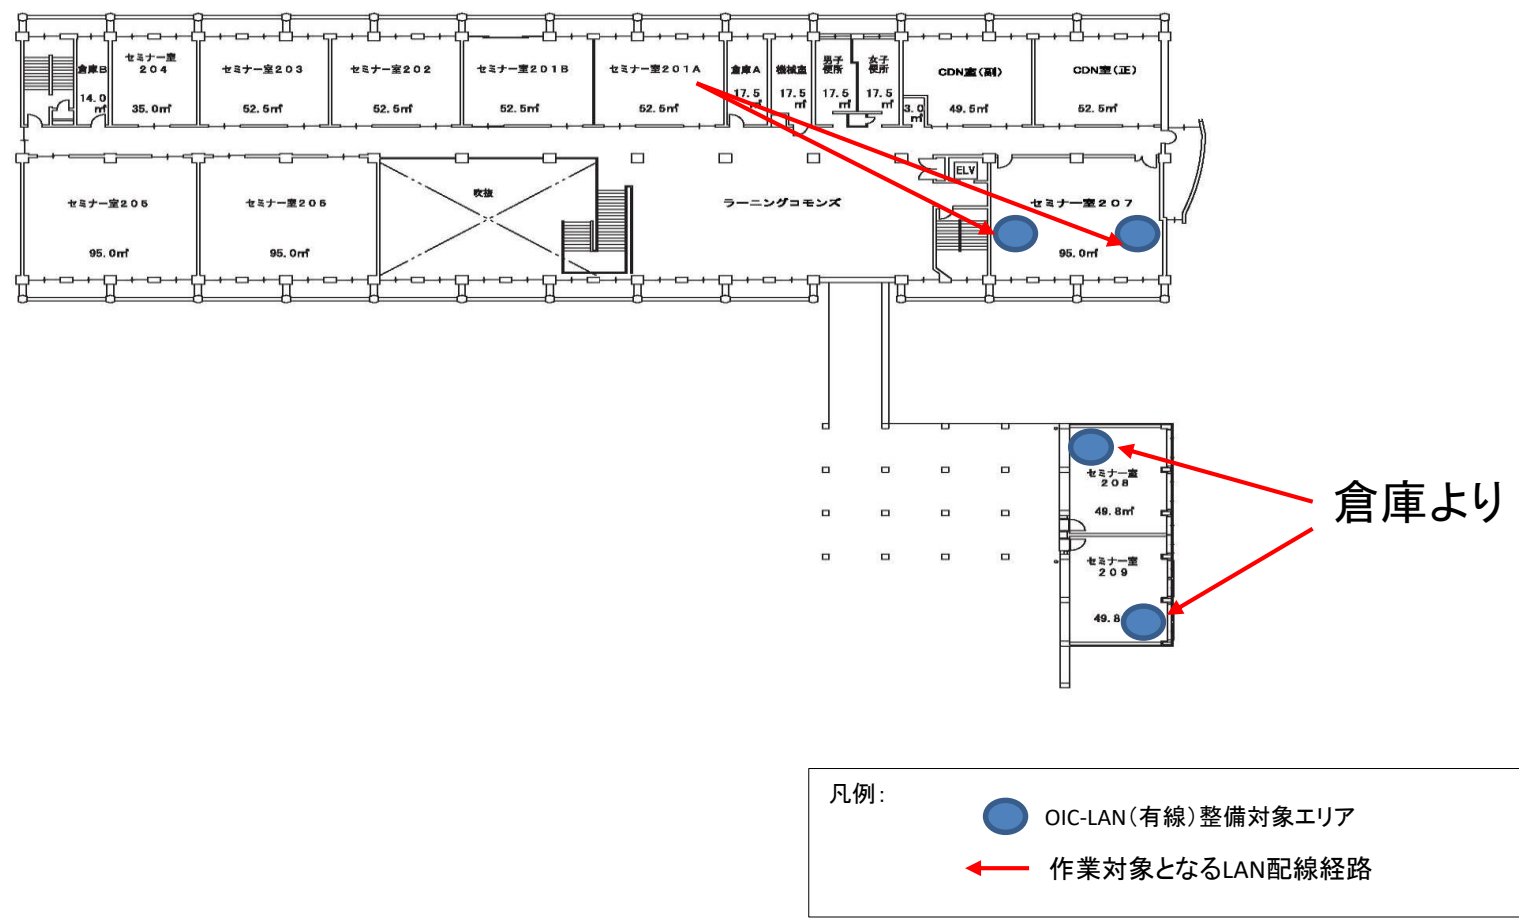 倉庫B
14.0
㎡
セミナー室
204
35.0㎡
セミナー室203
52.5㎡
セミナー室202
52.5㎡
セミナー室201B
52.5㎡
セミナー室201A
52.5㎡
倉庫A
17.5
㎡
機械室
17.5
㎡
男子
便所
17.5
㎡
女子
便所
17.5
㎡
3.0
㎡
CDN室(副)
49.5㎡
CDN室(正)
52.5㎡
セミナー室205
95.0㎡
セミナー室206
95.0㎡
吹抜
ラーニングコモンズ
ELV
セミナー室207
95.0㎡
セミナー室
208
49.8㎡
セミナー室
209
49.8
倉庫より
凡例:
OIC-LAN(有線)整備対象エリア
作業対象となるLAN配線経路